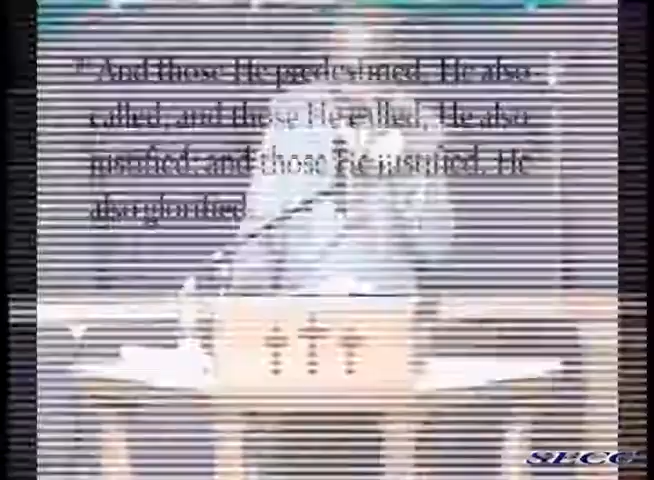 ³⁰ And those He predestined, He also
called; and those He called, He also
justified; and those He justified, He
also glorified
SECC